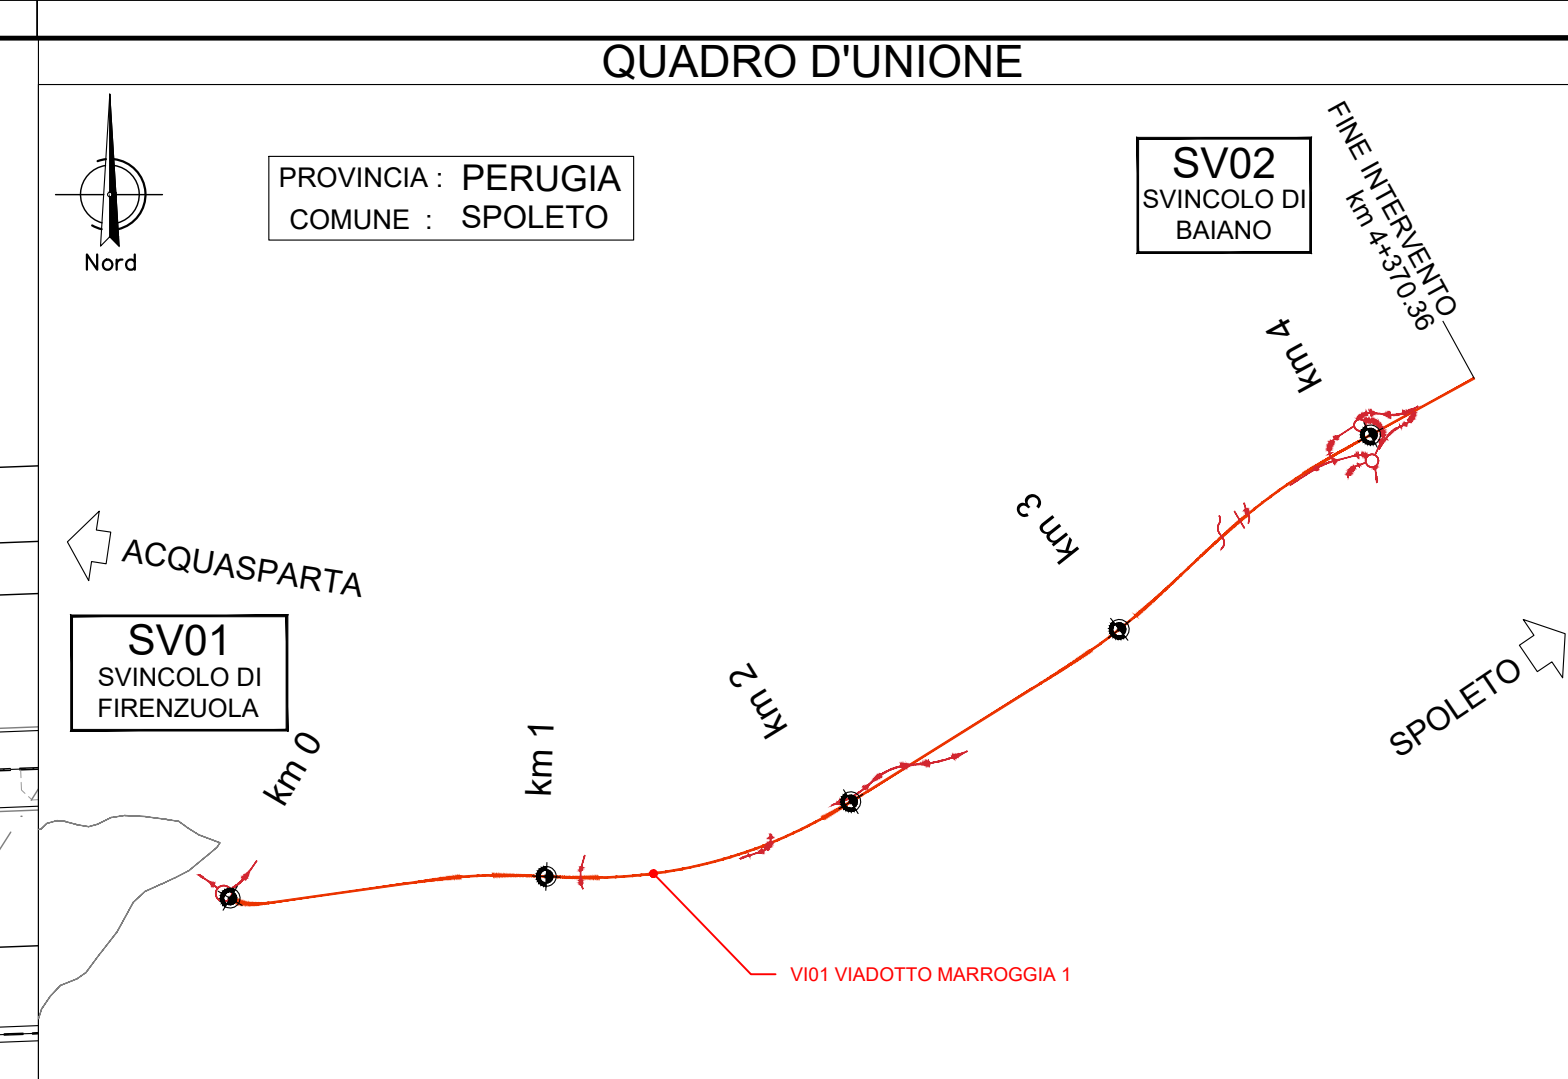 QUADRO D'UNIONE
Nord
PROVINCIA : PERUGIA
COMUNE : SPOLETO
SV02
SVINCOLO DI
BAIANO
FINE INTERVENTO
km 4+370.36
km 4
km 3
ACQUASPARTA
SV01
SVINCOLO DI
FIRENZUOLA
km 0
km 1
km 2
SPOLETO
VI01 VIADOTTO MARROGGIA 1